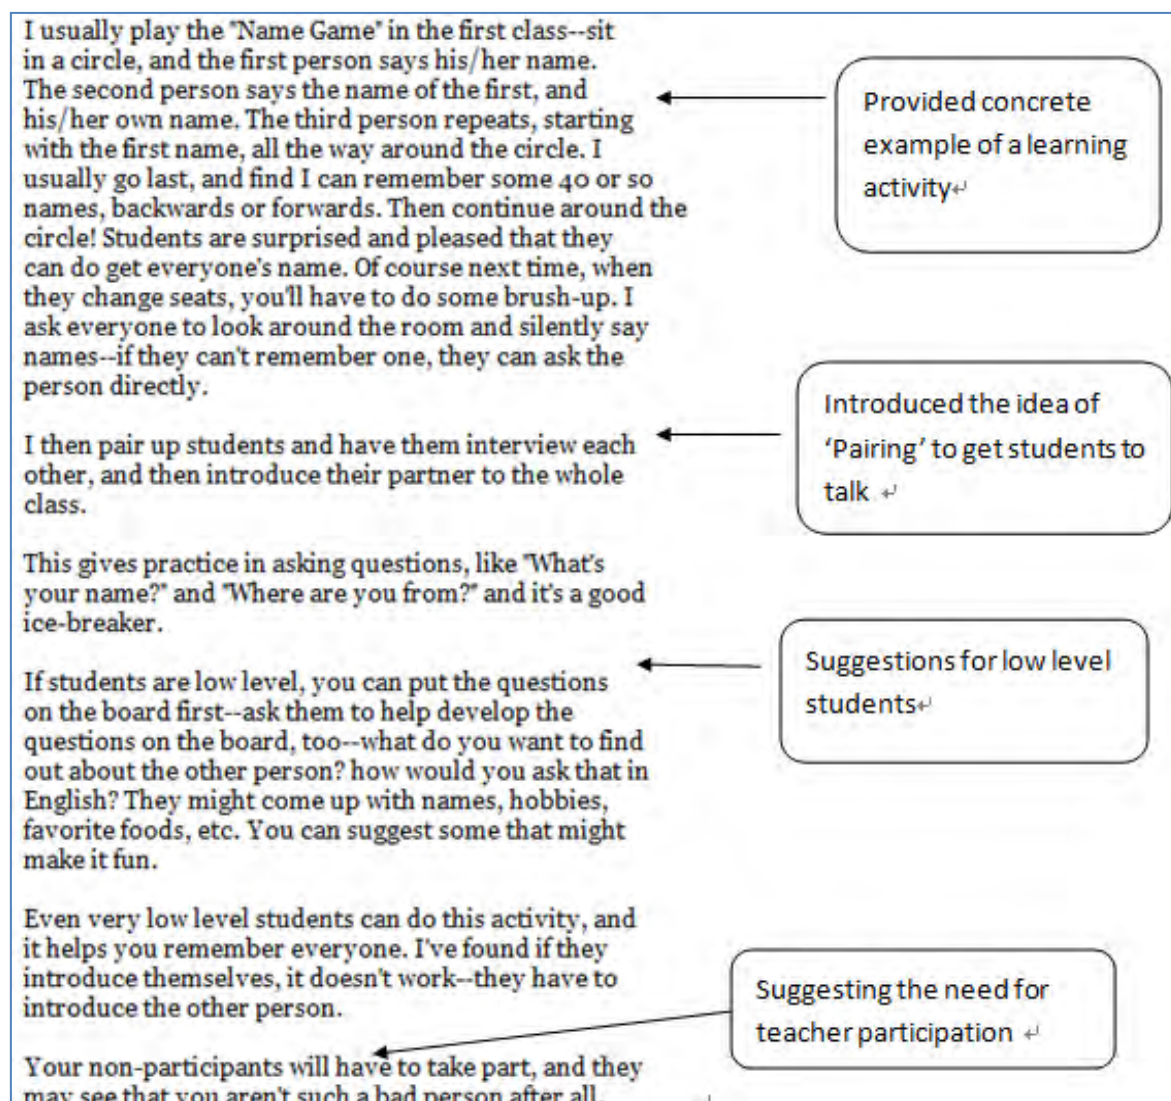 I usually play the "Name Game" in the first class--sit
in a circle, and the first person says his/her name.
The second person says the name of the first, and
his/her own name. The third person repeats, starting
with the first name, all the way around the circle. I
usually go last, and find I can remember some 40 or so
names, backwards or forwards. Then continue around the
circle! Students are surprised and pleased that they
can do get everyone's name. Of course next time, when
they change seats, you'll have to do some brush-up. I
ask everyone to look around the room and silently say
names--if they can't remember one, they can ask the
person directly.
Provided concrete
example of a learning
activity↵
I then pair up students and have them interview each
other, and then introduce their partner to the whole
class.
Introduced the idea of
‘Pairing’ to get students to
talk ↵
This gives practice in asking questions, like "What's
your name?" and "Where are you from?" and it's a good
ice-breaker.
If students are low level, you can put the questions
on the board first--ask them to help develop the
questions on the board, too--what do you want to find
out about the other person? how would you ask that in
English? They might come up with names, hobbies,
favorite foods, etc. You can suggest some that might
make it fun.
Suggestions for low level
students↵
Even very low level students can do this activity, and
it helps you remember everyone. I've found if they
introduce themselves, it doesn't work--they have to
introduce the other person.
Your non-participants will have to take part, and they
may see that you aren't such a bad person after all.
Suggesting the need for
teacher participation ↵